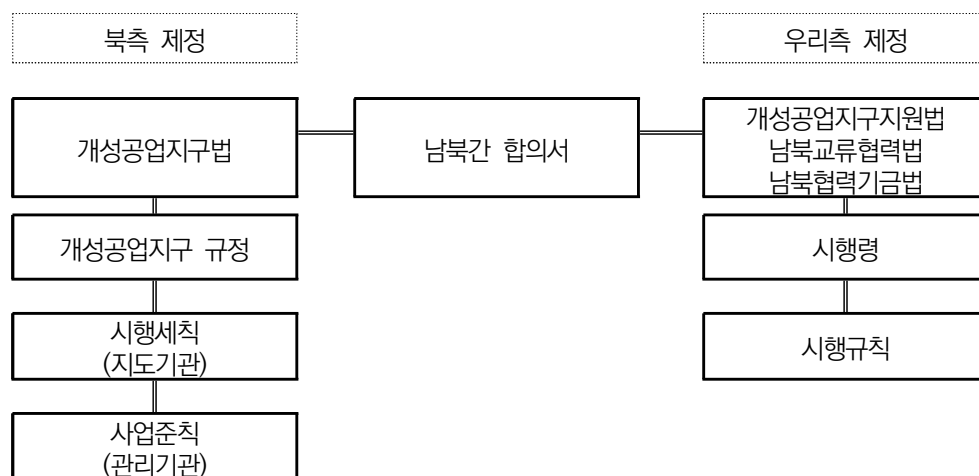 북측 제정
우리측 제정
개성공업지구법
남북간 합의서
개성공업지구지원법
남북교류협력법
남북협력기금법
개성공업지구 규정
시행령
시행세칙
(지도기관)
시행규칙
사업준칙
(관리기관)